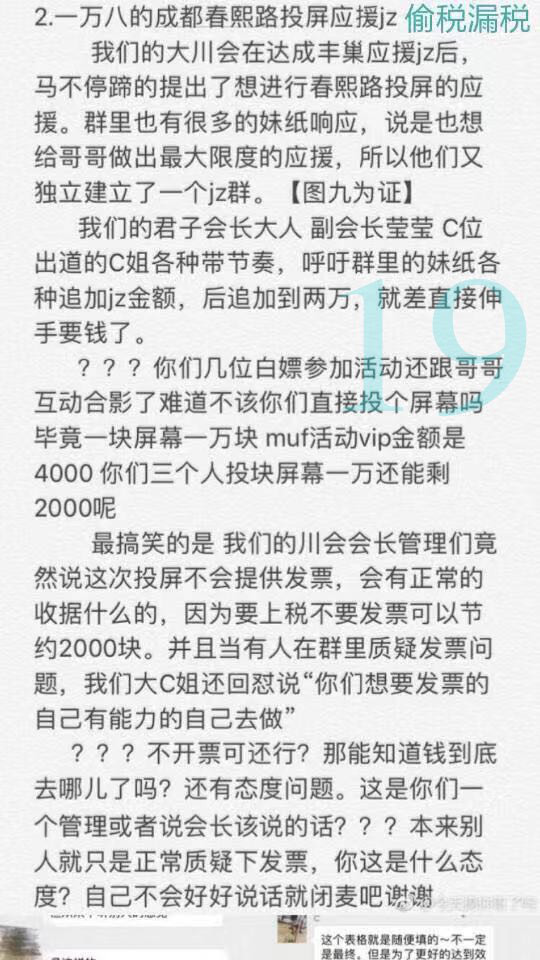 2.一万八的成都春熙路投屏应援jz 偷税漏税
我们的大川会在达成丰巢应援jz后，
马不停蹄的提出了想进行春熙路投屏的应
援。群里也有很多的妹纸响应，说是也想
给哥哥做出最大限度的应援，所以他们又
独立建立了一个jz群。【图九为证】
我们的君子会长大人 副会长莹莹 C位
出道的C姐各种带节奏，呼吁群里的妹纸各
种追加jz金额，后追加到两万，就差直接伸
手要钱了。
19
？？？你们几位白嫖参加活动还跟哥哥
互动合影了难道不该你们直接投个屏幕吗
毕竟一块屏幕一万块 muf活动vip金额是
4000 你们三个人投块屏幕一万还能剩
2000呢
最搞笑的是 我们的川会会长管理们竟
然说这次投屏不会提供发票，会有正常的
收据什么的，因为要上税不要发票可以节
约2000块。并且当有人在群里质疑发票问
题，我们大C姐还回怼说“你们想要发票的
自己有能力的自己去做”
？？？不开票可还行？那能知道钱到底
去哪儿了吗？还有态度问题。这是你们一
个管理或者说会长该说的话？？？本来别
人就只是正常质疑下发票，你这是什么态
度？自己不会好好说话就闭麦吧谢谢
C
这个表格就是随便填的～不一定
是最终。但是为了更好的达到效